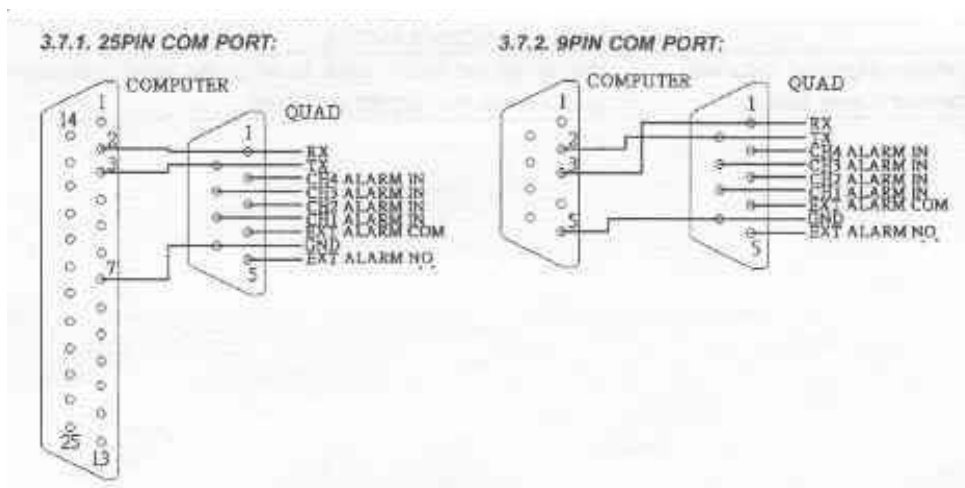 3.7.1. 25PIN COM PORT:
COMPUTER
1
14
2
3
7
25
13
QUAD
1
5
RX
TX
CH4 ALARM IN
CH3 ALARM IN
CH2 ALARM IN
CH1 ALARM IN
EXT ALARM COM
GND
EXT ALARM NO
3.7.2. 9PIN COM PORT:
COMPUTER
1
2
3
5
QUAD
1
5
RX
TX
CH4 ALARM IN
CH3 ALARM IN
CH2 ALARM IN
CH1 ALARM IN
EXT ALARM COM
GND
EXT ALARM NO